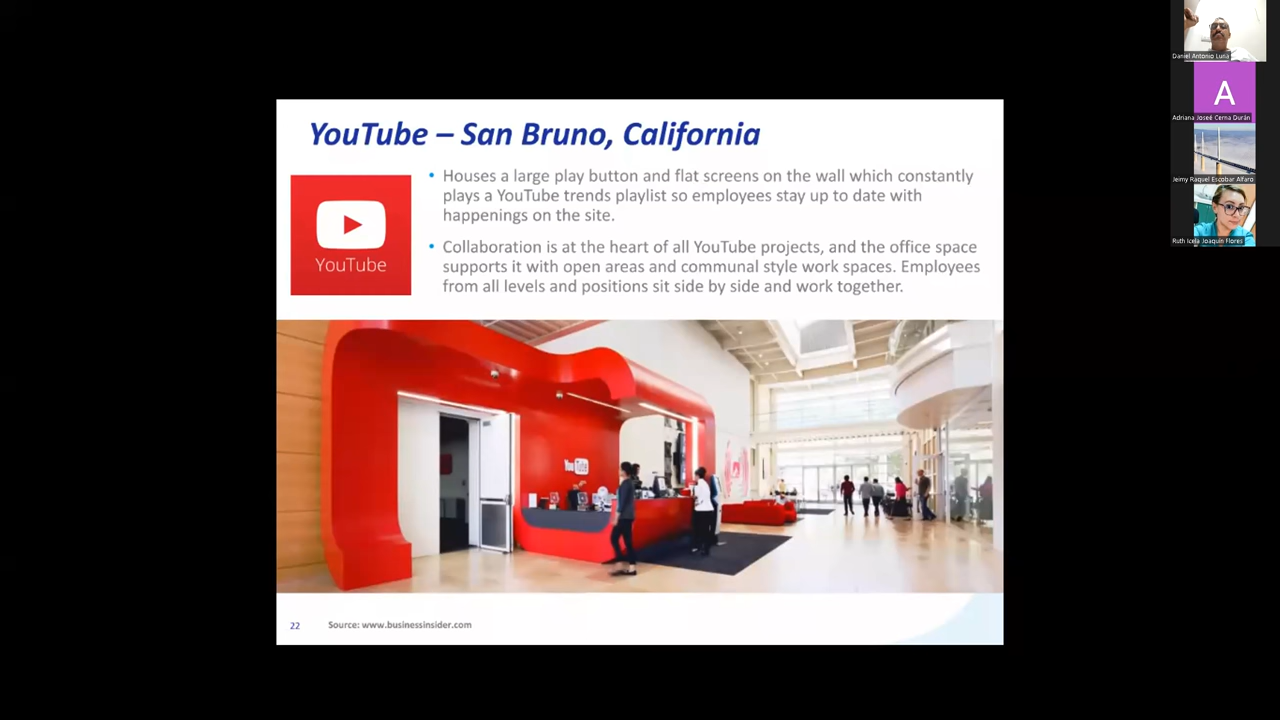 YouTube – San Bruno, California
• Houses a large play button and flat screens on the wall which constantly
plays a YouTube trends playlist so employees stay up to date with
happenings on the site.
• Collaboration is at the heart of all YouTube projects, and the office space
supports it with open areas and communal style work spaces. Employees
from all levels and positions sit side by side and work together.
YouTube
YouTube
22
Source: www.businessinsider.com
Daniel Antonio Luna
A
Adriana Joseé Cerna Durán
Jeimy Raquel Escobar Alfaro
Ruth Icela Joaquin Flores